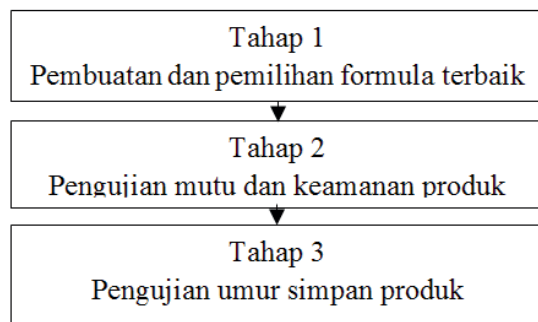 Tahap 1
Pembuatan dan pemilihan formula terbaik
Tahap 2
Pengujian mutu dan keamanan produk
Tahap 3
Pengujian umur simpan produk